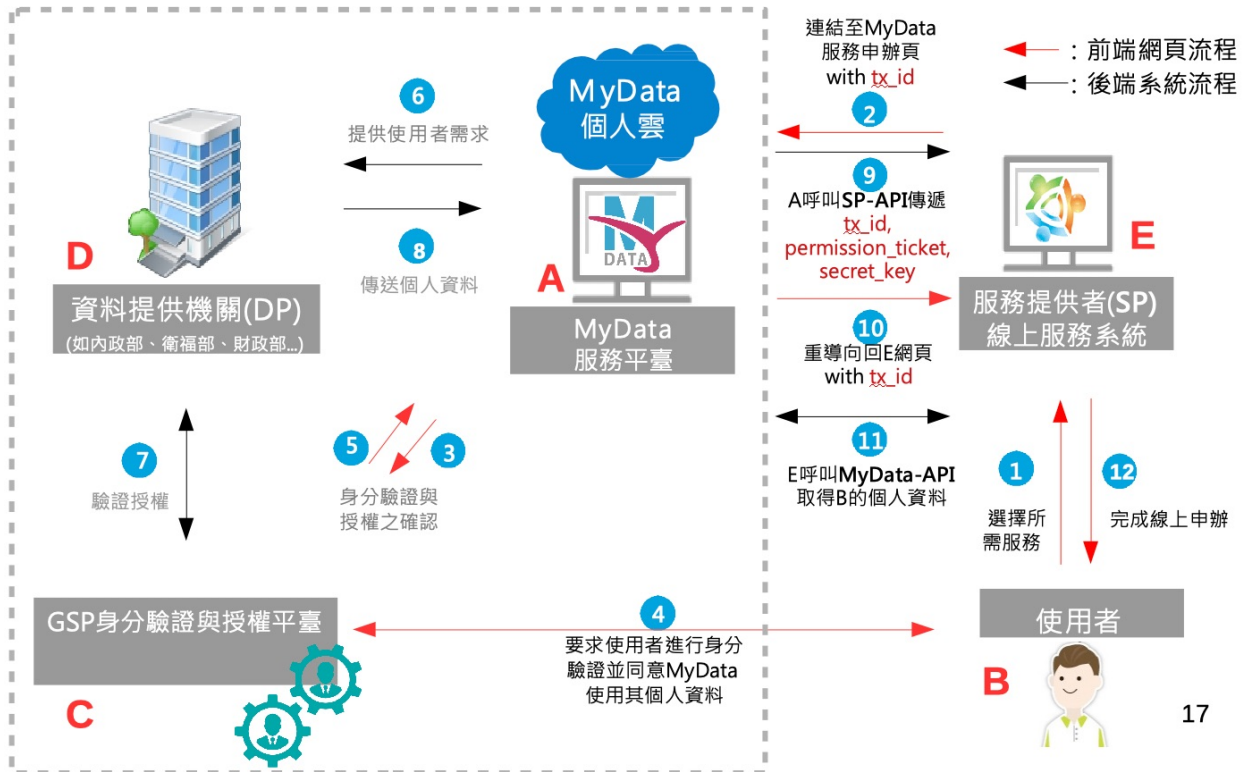 連結至MyData
服務申辦頁
with tx_id
：前端網頁流程
：後端系統流程
2
6
提供使用者需求
MyData
個人雲
9
A呼叫SP-API傳遞
tx_id,
permission_ticket,
secret_key
E
8
傳送個人資料
M
DATA
A
D
資料提供機關(DP)
(如內政部、衛福部、財政部...)
MyData
服務平臺
服務提供者(SP)
線上服務系統
10
重導向回E網頁
with tx_id
7
驗證授權
5
3
身分驗證與
授權之確認
11
E呼叫MyData-API
取得B的個人資料
1
選擇所
需服務
12
完成線上申辦
GSP身分驗證與授權平臺
C
4
要求使用者進行身分
驗證並同意MyData
使用其個人資料
使用者
B
17